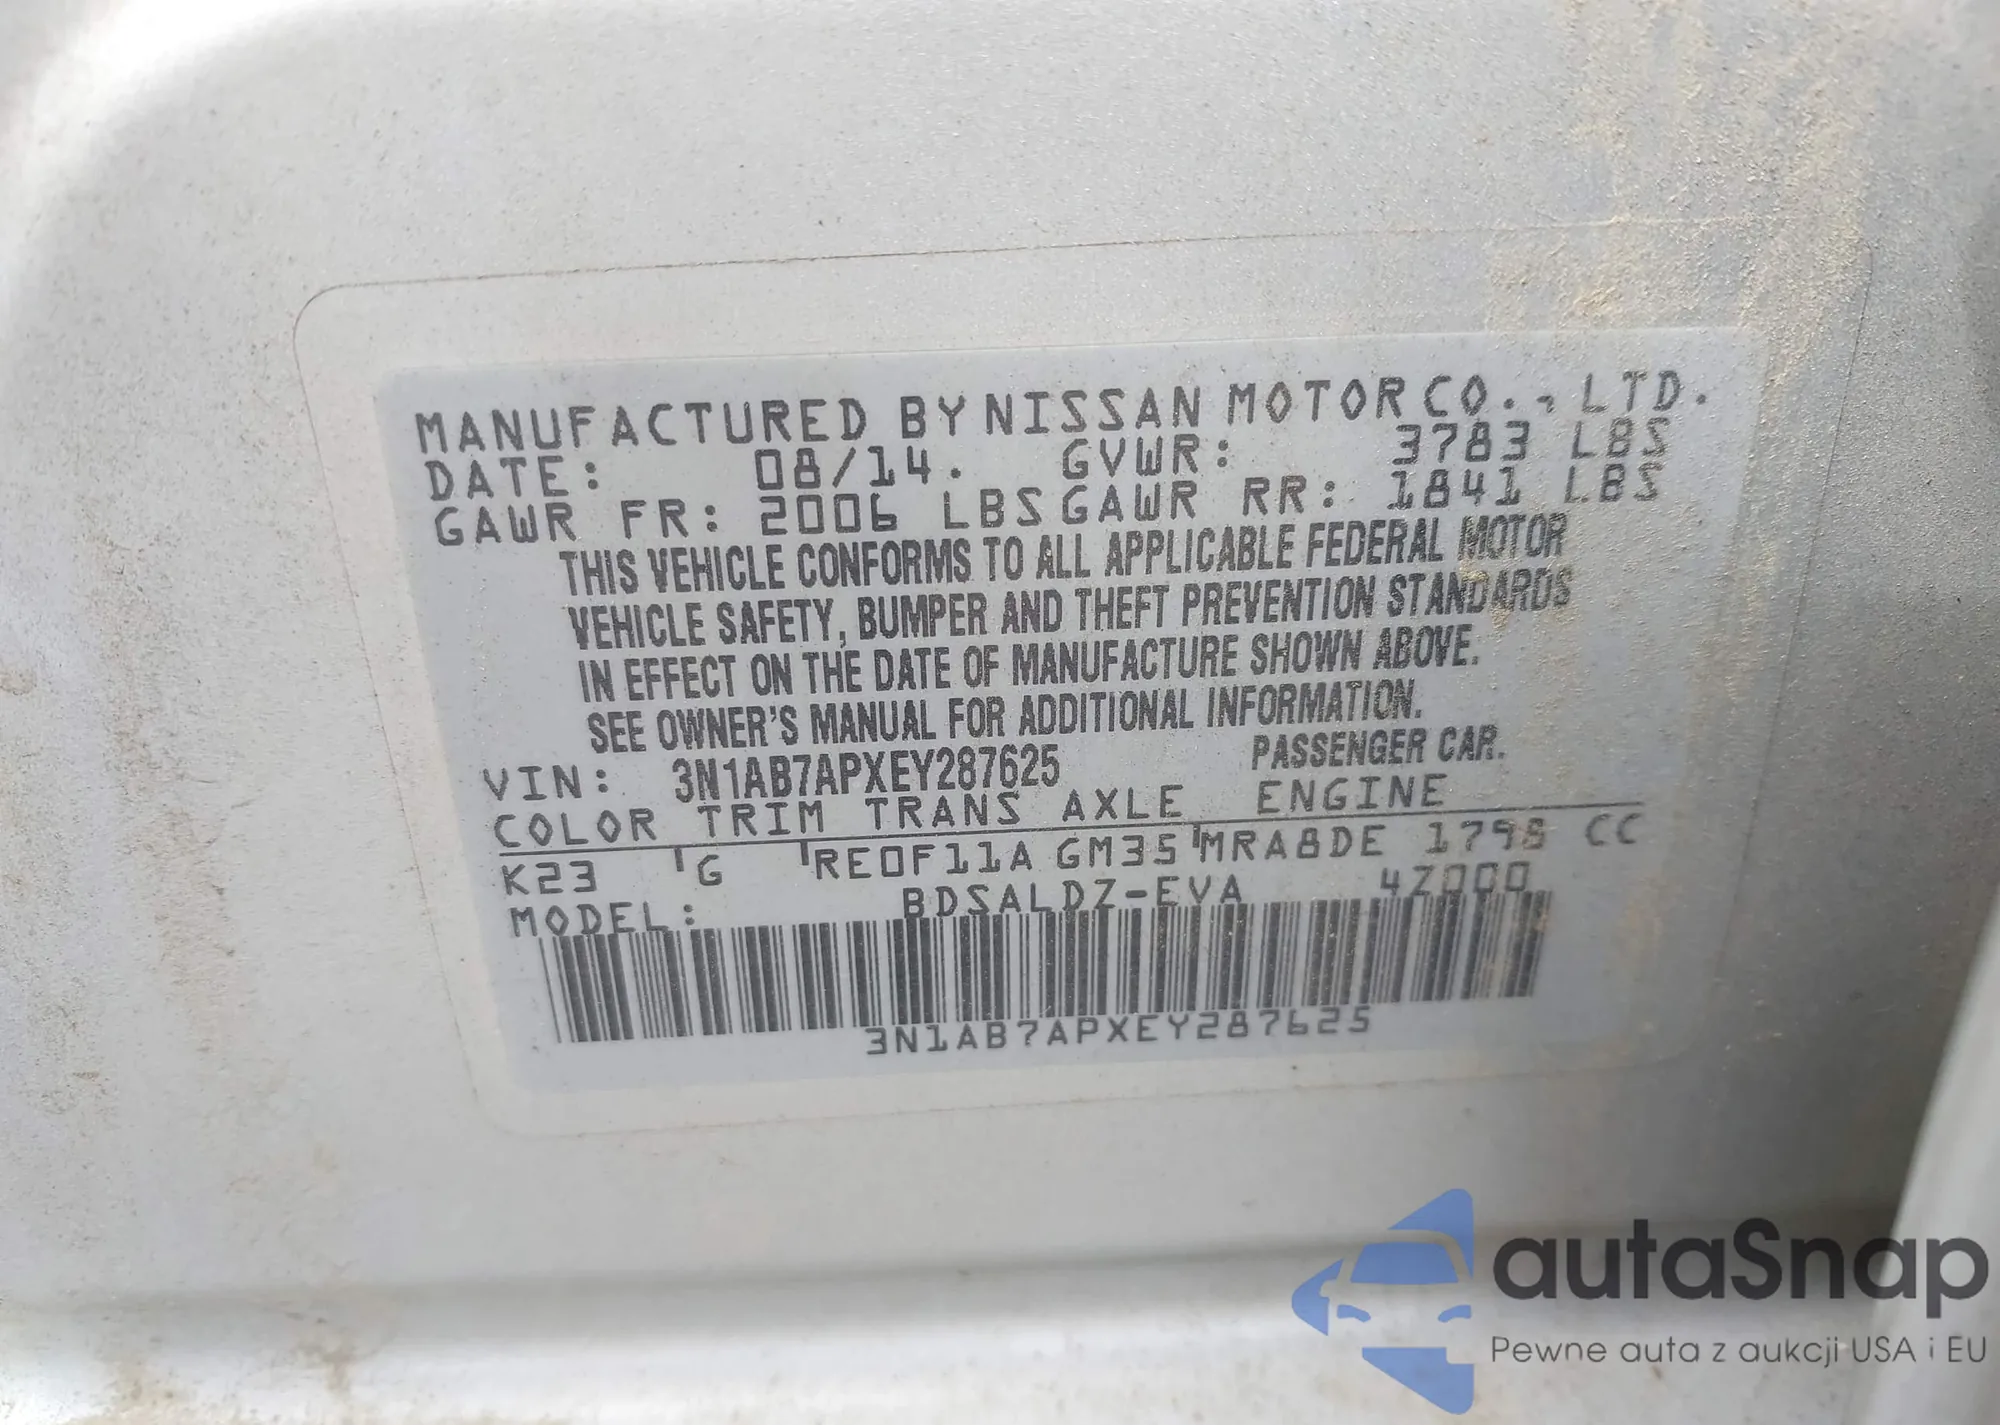 MANUFACTURED BY NISSAN MOTOR CO., LTD.
DATE: 08/14. GVWR: 3783 LBS
GAWR FR: 2006 LBS GAWR RR: 1841 LBS
THIS VEHICLE CONFORMS TO ALL APPLICABLE FEDERAL MOTOR
VEHICLE SAFETY, BUMPER AND THEFT PREVENTION STANDARDS
IN EFFECT ON THE DATE OF MANUFACTURE SHOWN ABOVE.
SEE OWNER'S MANUAL FOR ADDITIONAL INFORMATION.
VIN: 3N1AB7APXEY287625 PASSENGER CAR.
COLOR TRIM TRANS AXLE ENGINE
K23 G RE0F11A GM35 MRA8DE 1798 CC
MODEL: BDSALDZ-EVA 4Z000
3N1AB7APXEY287625
autaSnap
Pewne auta z aukcji USA i EU